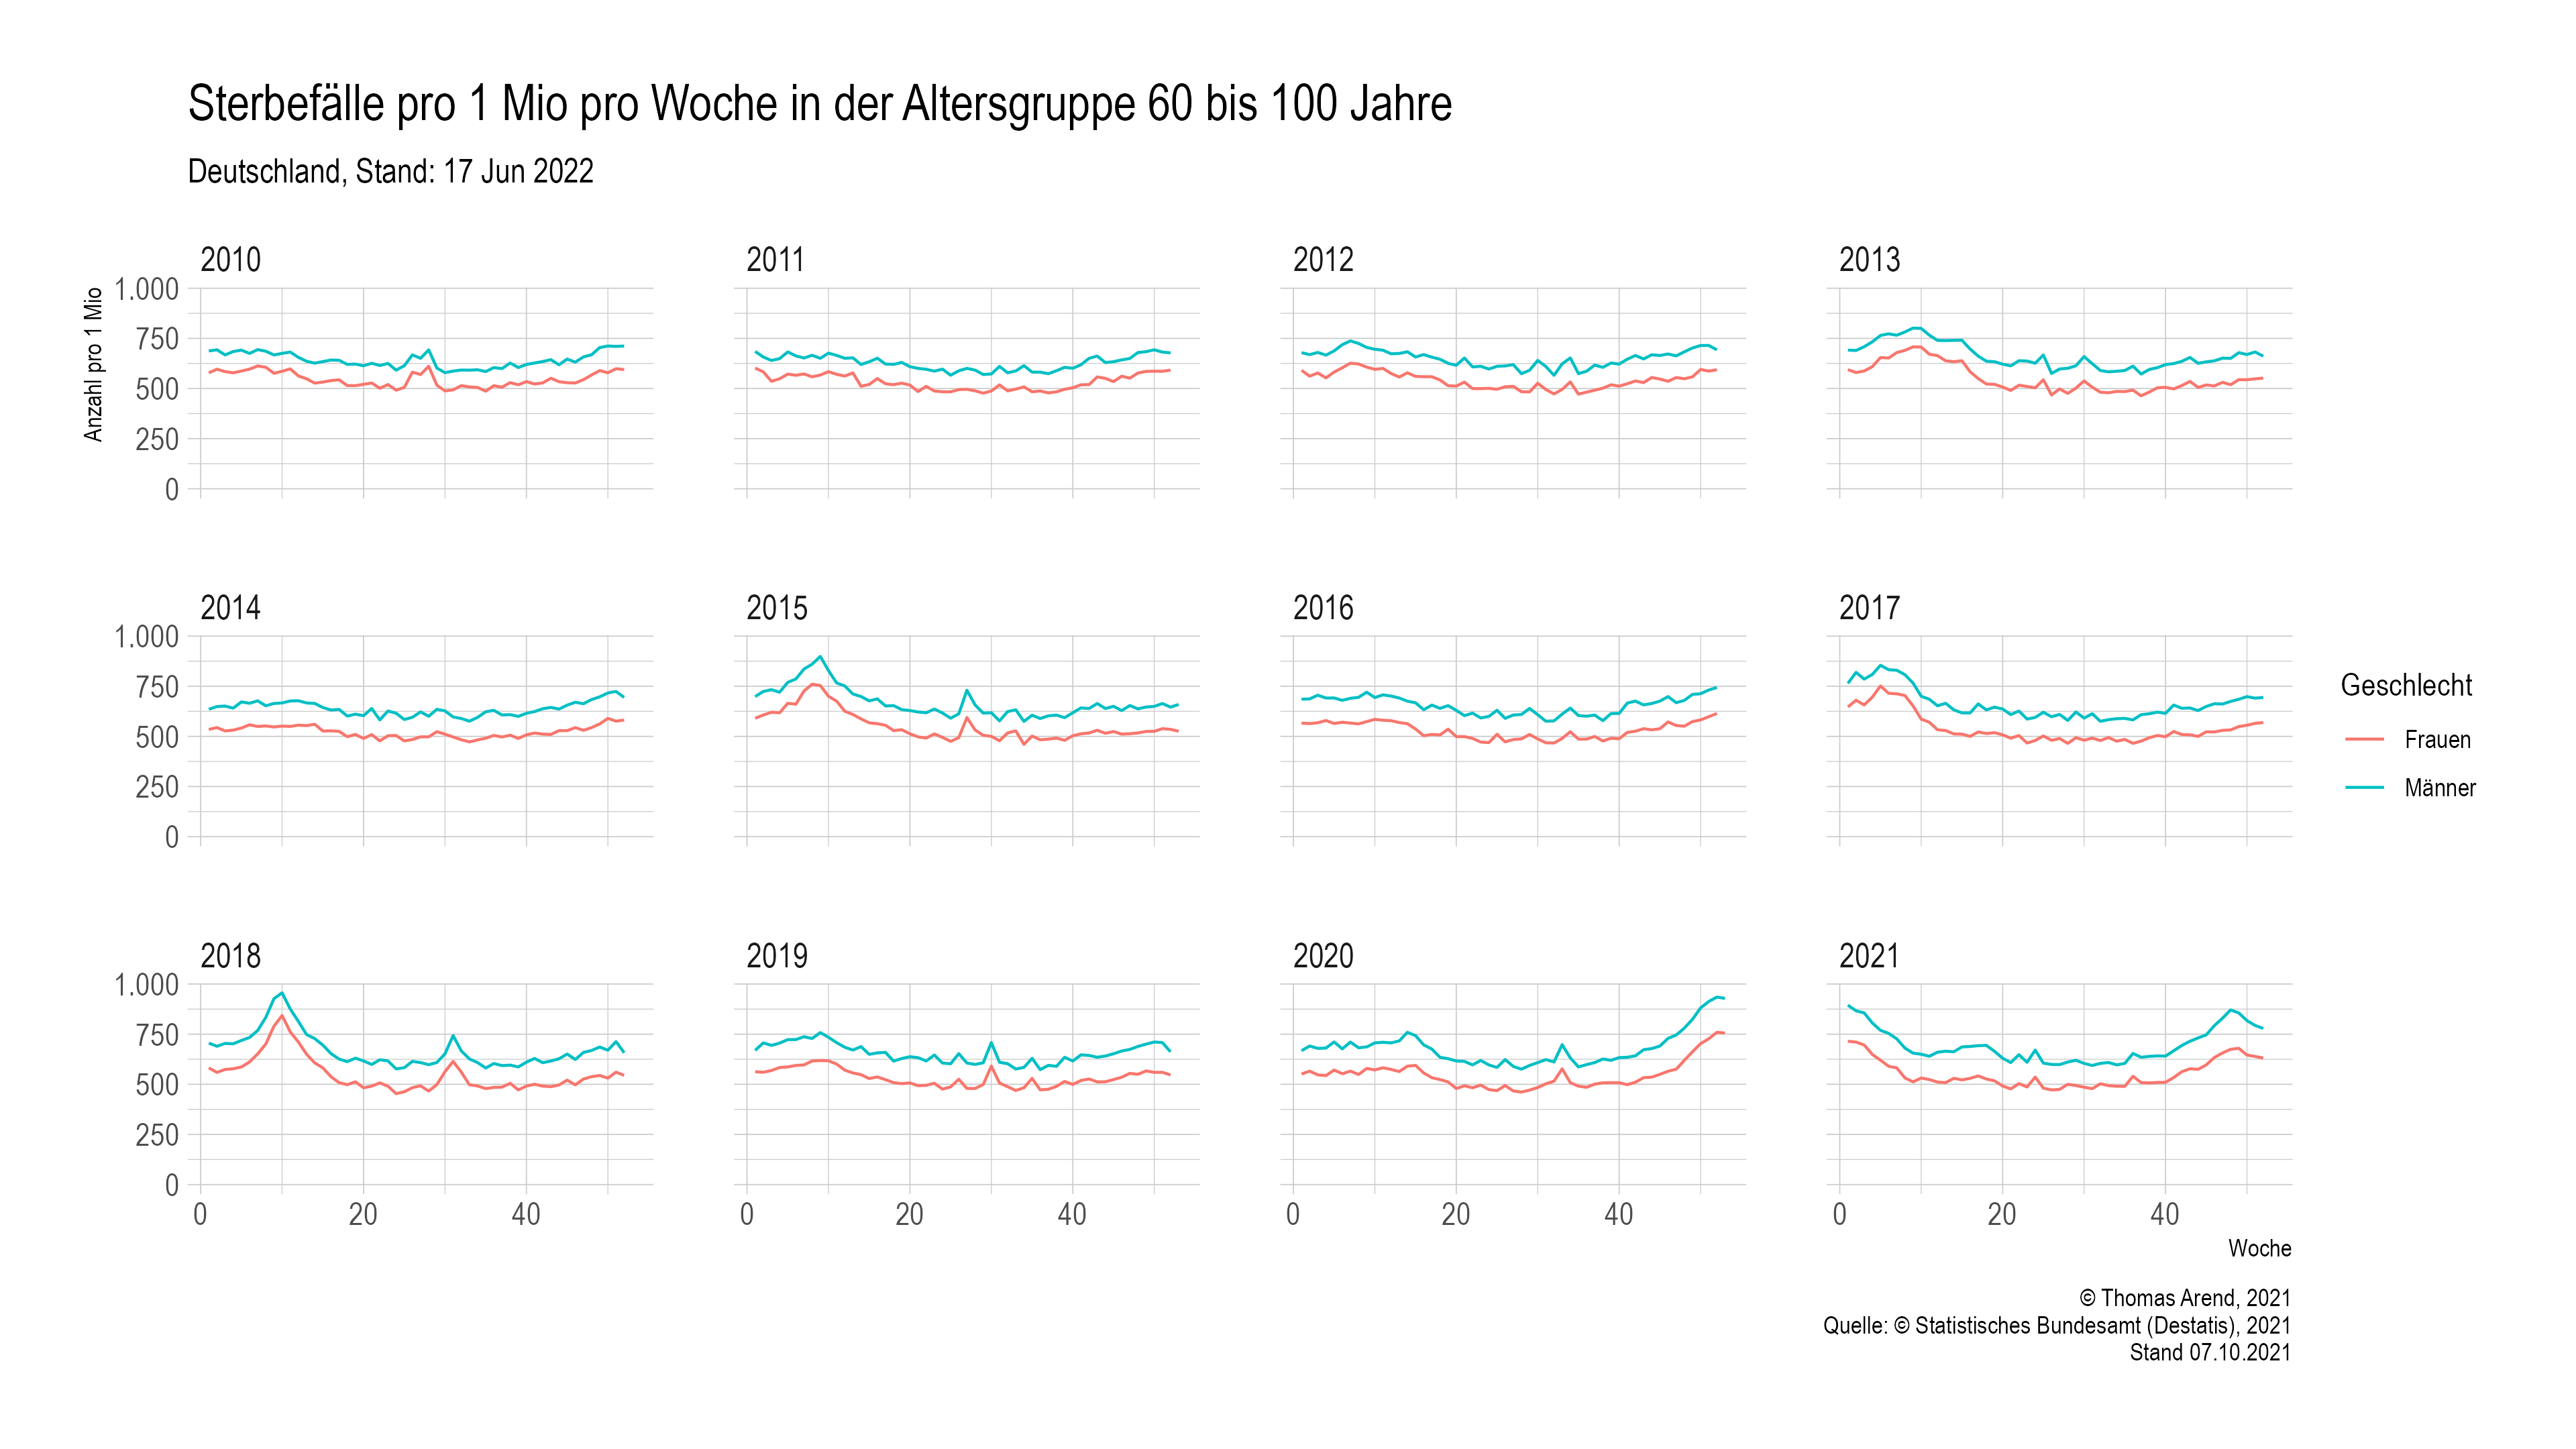 Sterbefälle pro 1 Mio pro Woche in der Altersgruppe 60 bis 100 Jahre
Deutschland, Stand: 17 Jun 2022
2010
2011
2012
2013
Anzahl pro 1 Mio
1.000
750
500
250
0
2014
2015
2016
2017
1.000
750
500
250
0
Geschlecht
Frauen
Männer
2018
2019
2020
2021
1.000
750
500
250
0
0 20 40
0 20 40
0 20 40
0 20 40
Woche
© Thomas Arend, 2021
Quelle: © Statistisches Bundesamt (Destatis), 2021
Stand 07.10.2021